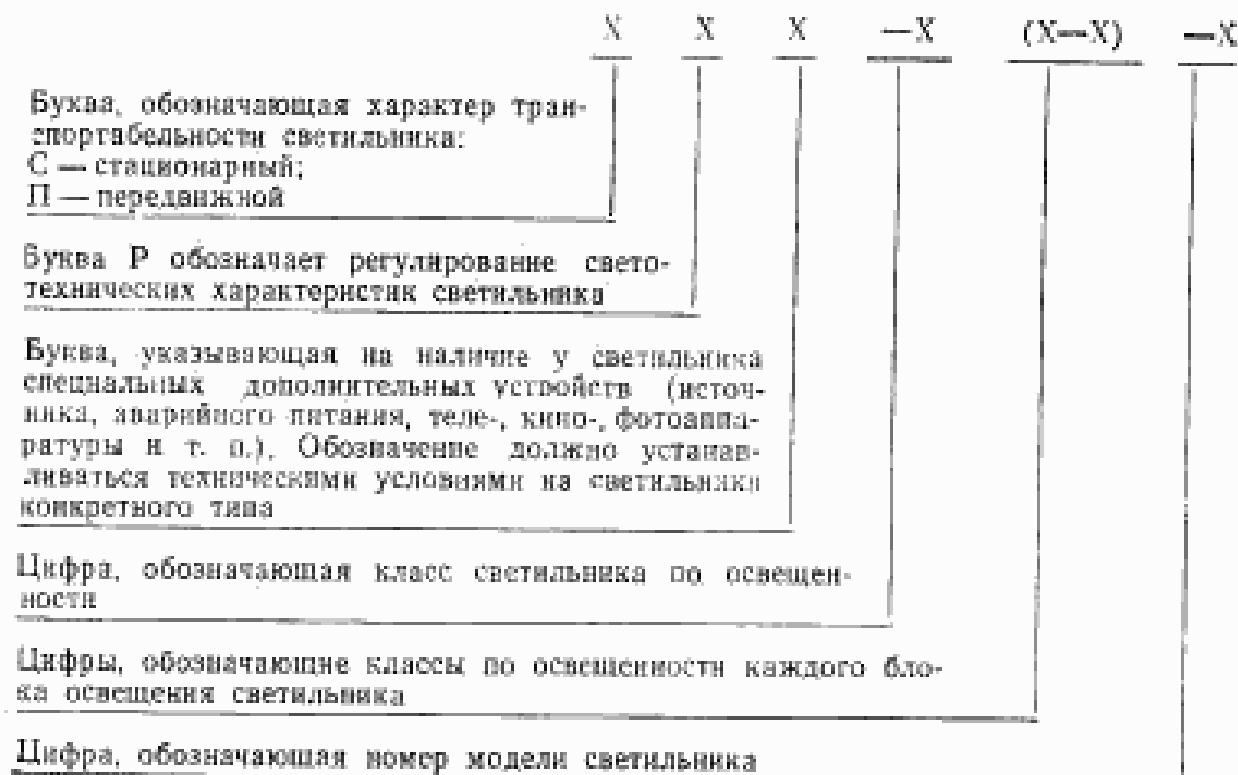 X X X —X (X—X) —X
Буква, обозначающая характер тран-
спортабельности светильника:
С — стационарный;
П — передвижной
Буква Р обозначает регулирование свето-
технических характеристик светильника
Буква, указывающая на наличие у светильника
специальных дополнительных устройств (источ-
ника, аварийного питания, теле-, кино-, фотоаппа-
ратуры и т. п.). Обозначение должно устанав-
ливаться техническими условиями на светильники
конкретного типа
Цифра, обозначающая класс светильника по освещен-
ности
Цифры, обозначающие классы по освещенности каждого бло-
ка освещения светильника
Цифра, обозначающая номер модели светильника